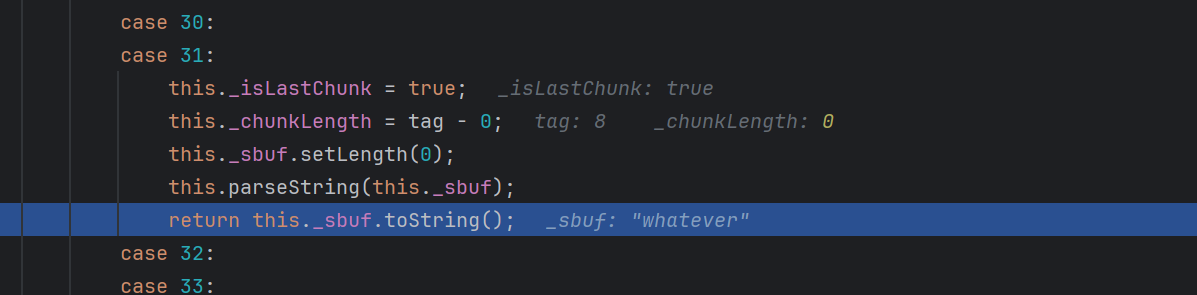 case 30:
case 31:
this._isLastChunk = true; _isLastChunk: true
this._chunkLength = tag - 0; tag: 8 _chunkLength: 0
this._sbuf.setLength(0);
this.parseString(this._sbuf);
return this._sbuf.toString(); _sbuf: "whatever"
case 32:
case 33: